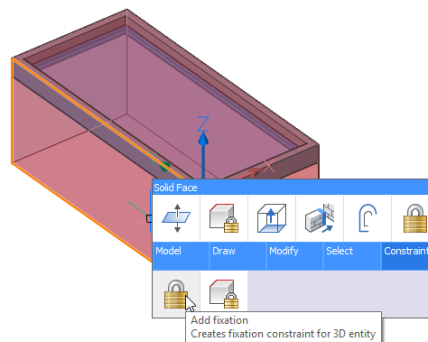 Z
X
Solid Face
Model Draw Modify Select Constraint
Add fixation
Creates fixation constraint for 3D entity